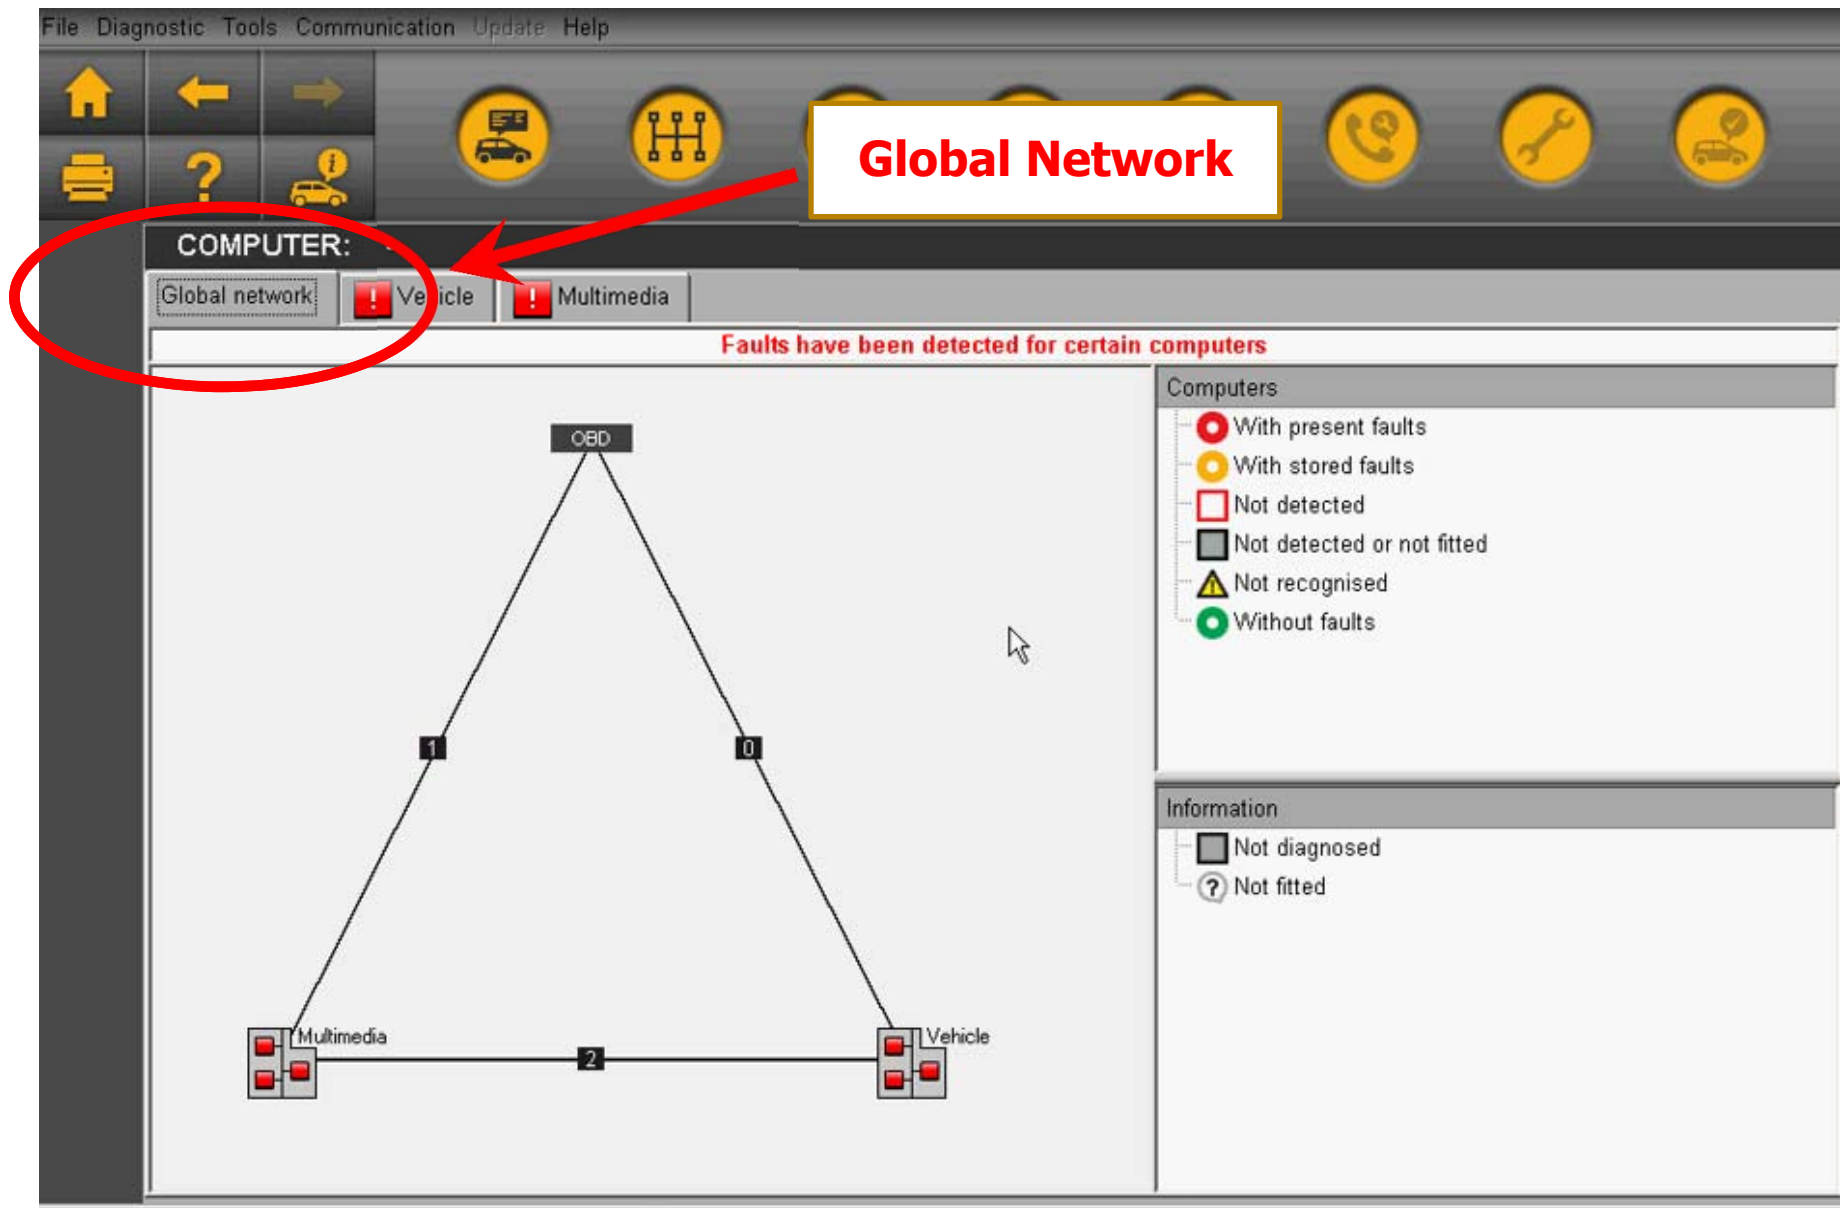 File Diagnostic Tools Communication Update Help
Global Network
COMPUTER:
Global network
! Vehicle
! Multimedia
Faults have been detected for certain computers
OBD
1
0
Multimedia
2
Vehicle
Computers
With present faults
With stored faults
Not detected
Not detected or not fitted
Not recognised
Without faults
Information
Not diagnosed
? Not fitted